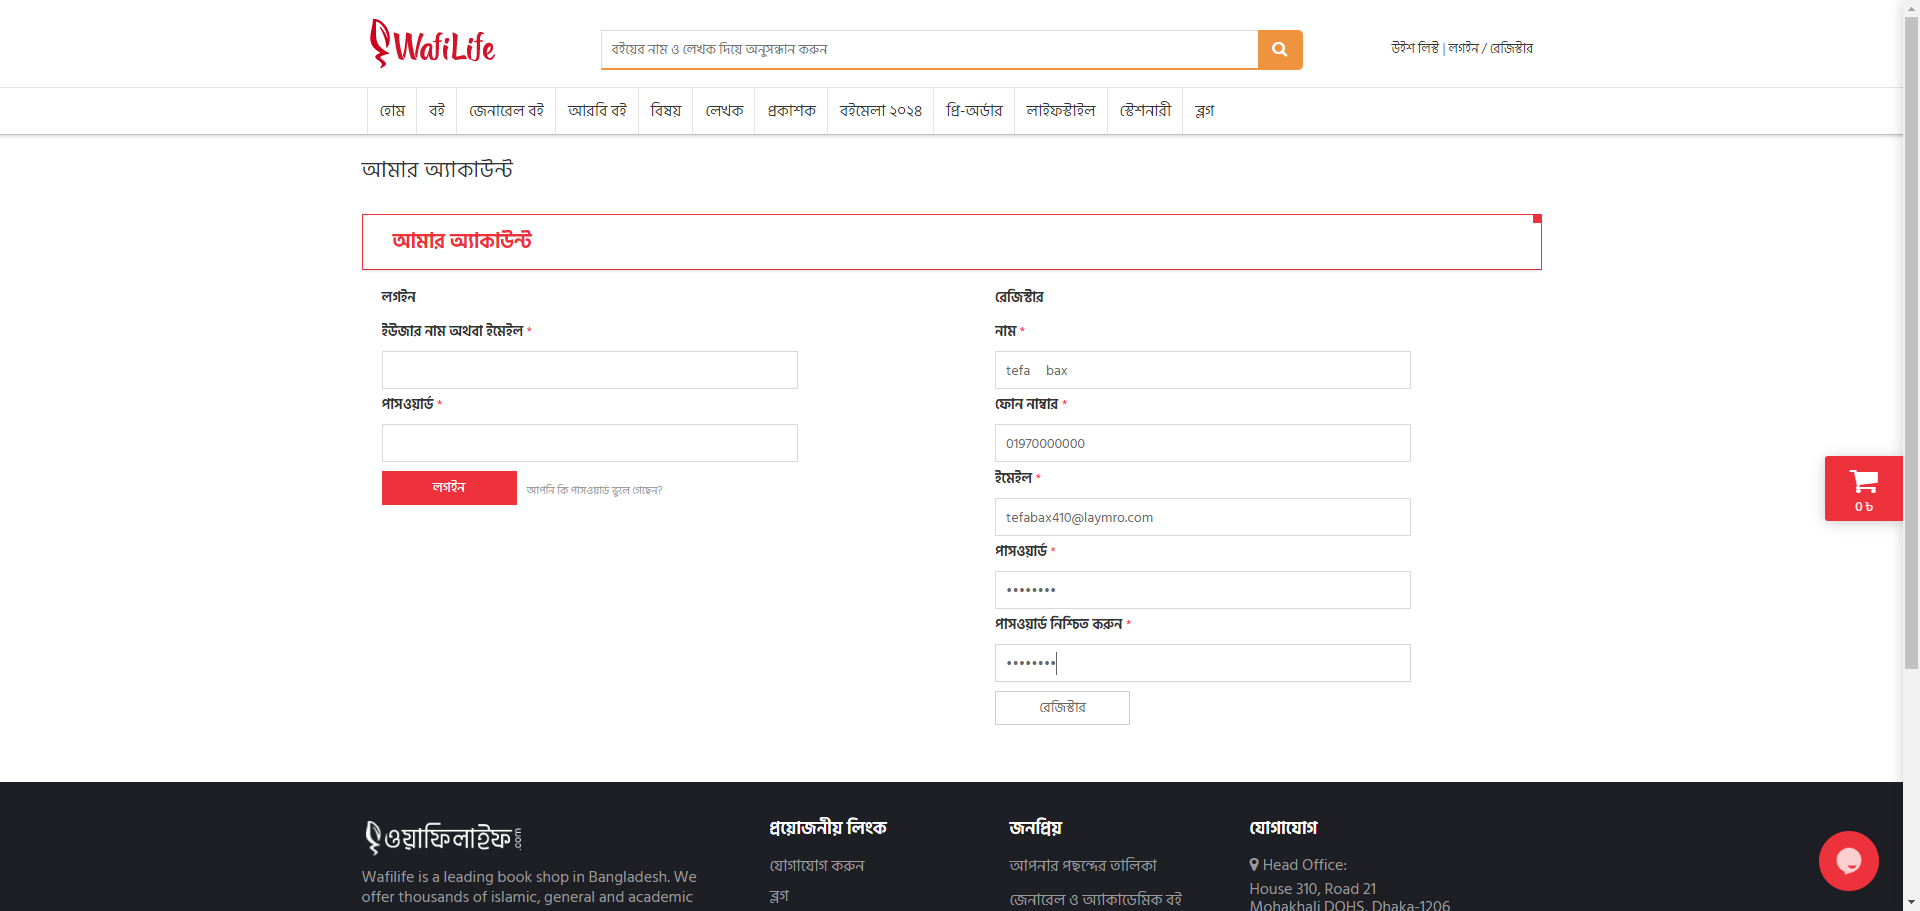 WafiLife
বইয়ের নাম ও লেখক দিয়ে অনুসন্ধান করুন
উইশ লিস্ট | লগইন / রেজিস্টার
হোম বই জেনারেল বই আরবি বই বিষয় লেখক প্রকাশক বইমেলা ২০২৪ প্রি-অর্ডার লাইফস্টাইল স্টেশনারী ব্লগ
আমার অ্যাকাউন্ট
আমার অ্যাকাউন্ট
লগইন
ইউজার নাম অথবা ইমেইল *
পাসওয়ার্ড *
লগইন আপনি কি পাসওয়ার্ড ভুলে গেছেন?
রেজিস্টার
নাম *
tefa bax
ফোন নাম্বার *
01970000000
ইমেইল *
tefabax410@laymro.com
পাসওয়ার্ড *
••••••••
পাসওয়ার্ড নিশ্চিত করুন *
••••••••
রেজিস্টার
0 ৳
ওয়াফিলাইফ.com
Wafilife is a leading book shop in Bangladesh. We
offer thousands of islamic, general and academic
প্রয়োজনীয় লিংক
যোগাযোগ করুন
ব্লগ
জনপ্রিয়
আপনার পছন্দের তালিকা
জেনারেল ও অ্যাকাডেমিক বই
যোগাযোগ
Head Office:
House 310, Road 21
Mohakhali DOHS, Dhaka-1206